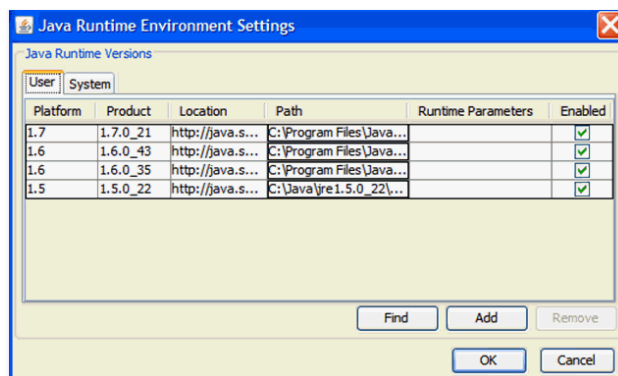 Java Runtime Environment Settings
Java Runtime Versions
User System
Platform Product Location Path Runtime Parameters Enabled
1.7 1.7.0_21 http://java.s... C:\Program Files\Java...
1.6 1.6.0_43 http://java.s... C:\Program Files\Java...
1.6 1.6.0_35 http://java.s... C:\Program Files\Java...
1.5 1.5.0_22 http://java.s... C:\Java\jre1.5.0_22\...
Find Add Remove
OK Cancel